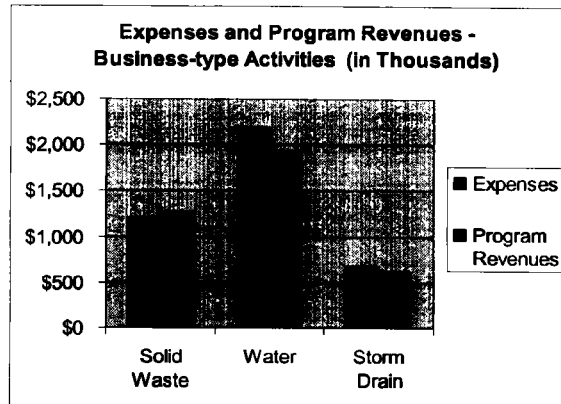 Expenses and Program Revenues -
Business-type Activities (in Thousands)
$2,500
$2,000
$1,500
$1,000
$500
$0
Solid
Waste
Water
Storm
Drain
Expenses
Program
Revenues